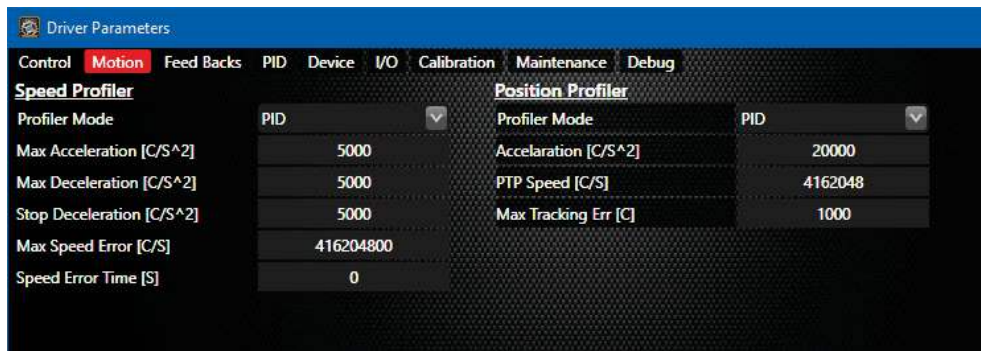 Driver Parameters
Control Motion Feed Backs PID Device I/O Calibration Maintenance Debug
Speed Profiler
Profiler Mode PID
Max Acceleration [C/S^2] 5000
Max Deceleration [C/S^2] 5000
Stop Deceleration [C/S^2] 5000
Max Speed Error [C/S] 416204800
Speed Error Time [S] 0
Position Profiler
Profiler Mode PID
Accelaration [C/S^2] 20000
PTP Speed [C/S] 4162048
Max Tracking Err [C] 1000